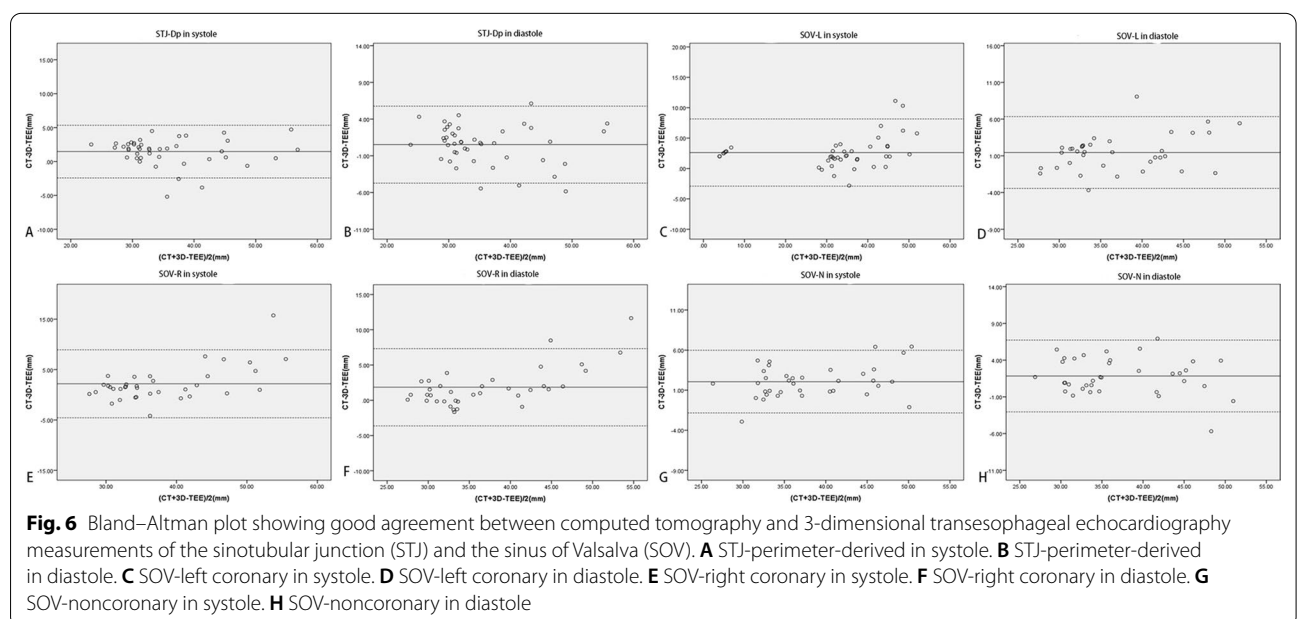 STJ-Dp in systole
CT-3D-TEE(mm)
15.00
10.00
5.00
.00
-5.00
-10.00
20.00 30.00 40.00 50.00 60.00
A (CT+3D-TEE)/2(mm)
STJ-Dp in diastole
CT-3D-TEE(mm)
14.00
9.00
4.00
-1.00
-6.00
-11.00
20.00 30.00 40.00 50.00 60.00
B (CT+3D-TEE)/2(mm)
SOV-L in systole
CT-3D-TEE(mm)
20.00
15.00
10.00
5.00
.00
-5.00
-10.00
.00 10.00 20.00 30.00 40.00 50.00 60.00
C (CT+3D-TEE)/2(mm)
SOV-L in diastole
CT-3D-TEE(mm)
16.00
11.00
6.00
1.00
-4.00
-9.00
25.00 30.00 35.00 40.00 45.00 50.00 55.00
D (CT+3D-TEE)/2(mm)
SOV-R in systole
CT-3D-TEE(mm)
15.00
5.00
-5.00
-15.00
30.00 40.00 50.00 60.00
E (CT+3D-TEE)/2(mm)
SOV-R in diastole
CT-3D-TEE(mm)
15.00
10.00
5.00
.00
-5.00
-10.00
25.00 30.00 35.00 40.00 45.00 50.00 55.00
F (CT+3D-TEE)/2(mm)
SOV-N in systole
CT-3D-TEE(mm)
11.00
6.00
1.00
-4.00
-9.00
25.00 30.00 35.00 40.00 45.00 50.00 55.00
G (CT+3D-TEE)/2(mm)
SOV-N in diastole
CT-3D-TEE(mm)
14.00
9.00
4.00
-1.00
-6.00
-11.00
25.00 30.00 35.00 40.00 45.00 50.00 55.00
H (CT+3D-TEE)/2(mm)
Fig. 6 Bland–Altman plot showing good agreement between computed tomography and 3-dimensional transesophageal echocardiography
measurements of the sinotubular junction (STJ) and the sinus of Valsalva (SOV). A STJ-perimeter-derived in systole. B STJ-perimeter-derived
in diastole. C SOV-left coronary in systole. D SOV-left coronary in diastole. E SOV-right coronary in systole. F SOV-right coronary in diastole. G
SOV-noncoronary in systole. H SOV-noncoronary in diastole